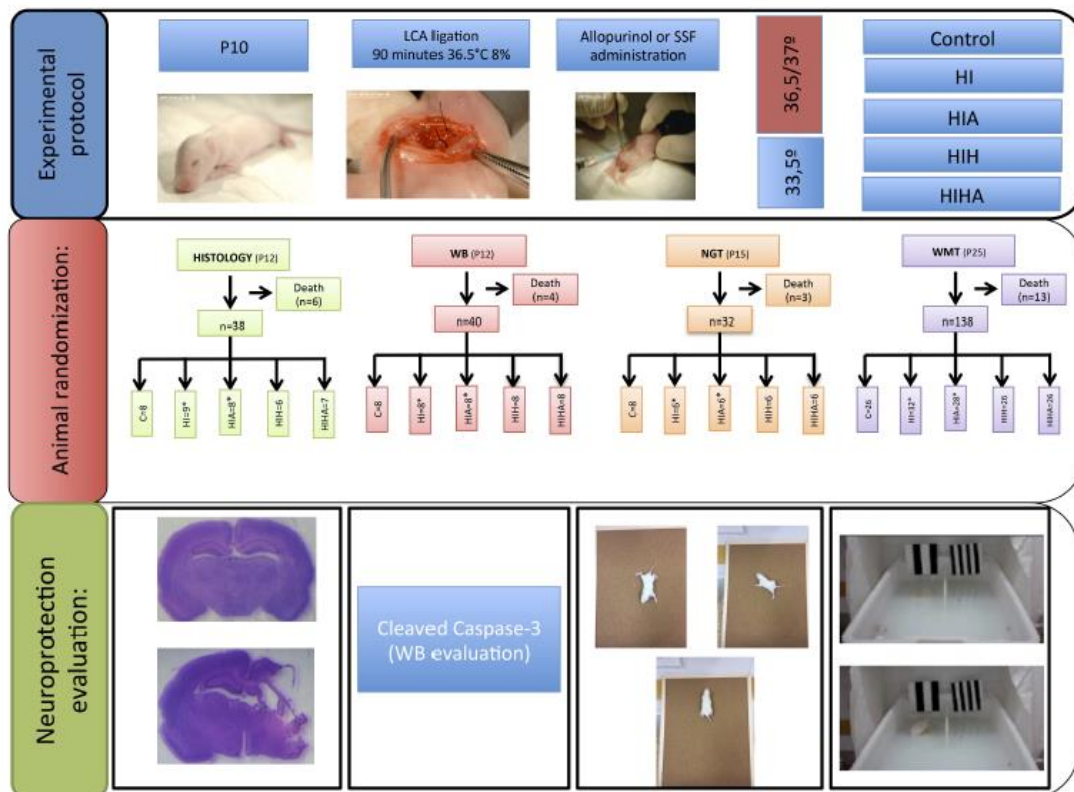 Experimental
protocol
P10
LCA ligation
90 minutes 36.5°C 8%
Allopurinol or SSF
administration
36,5/37º
33,5º
Control
HI
HIA
HIH
HIHA
Animal randomization:
HISTOLOGY (P12)
Death
(n=6)
n=38
C=8
HI=9*
HIA=8*
HIH=6
HIHA=7
WB (P12)
Death
(n=4)
n=40
C=8
HI=8*
HIA=8*
HIH=8
HIHA=8
NGT (P15)
Death
(n=3)
n=32
C=8
HI=6*
HIA=6*
HIH=6
HIHA=6
WMT (P25)
Death
(n=13)
n=138
C=26
HI=32*
HIA=28*
HIH=26
HIHA=26
Neuroprotection
evaluation:
Cleaved Caspase-3
(WB evaluation)